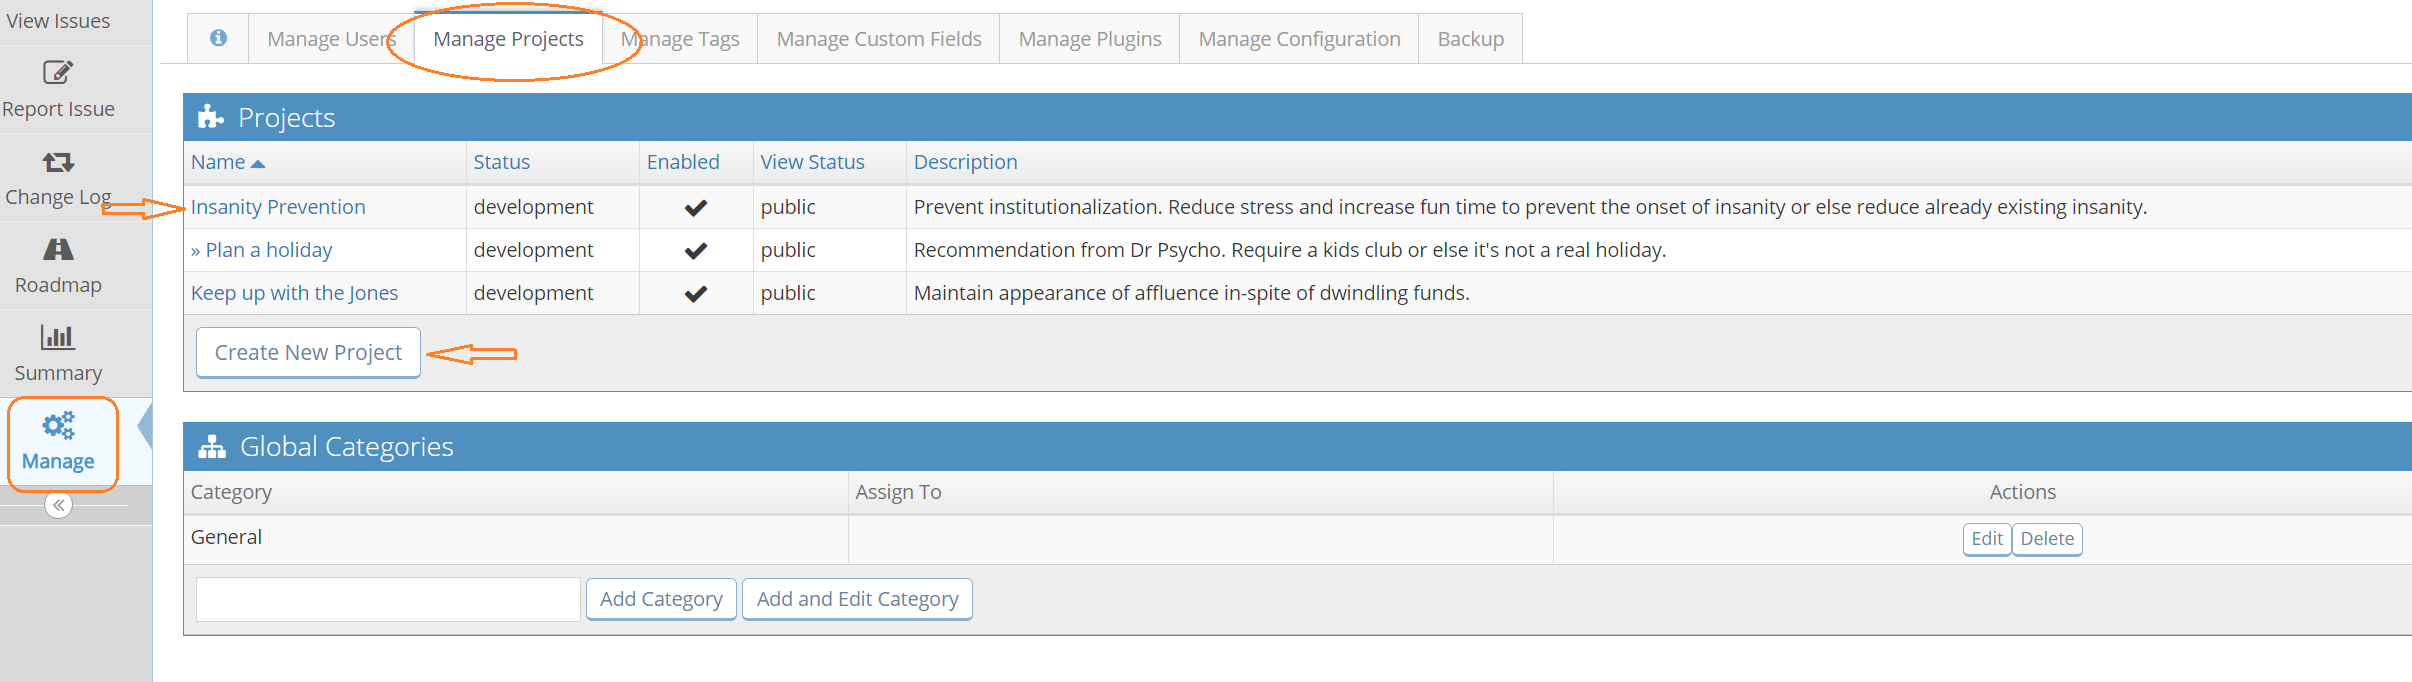 View Issues
Report Issue
Change Log
Roadmap
Summary
Manage
Manage Users Manage Projects Manage Tags Manage Custom Fields Manage Plugins Manage Configuration Backup
Projects
Name Status Enabled View Status Description
Insanity Prevention development public Prevent institutionalization. Reduce stress and increase fun time to prevent the onset of insanity or else reduce already existing insanity.
» Plan a holiday development public Recommendation from Dr Psycho. Require a kids club or else it's not a real holiday.
Keep up with the Jones development public Maintain appearance of affluence in-spite of dwindling funds.
Create New Project
Global Categories
Category Assign To Actions
General Edit Delete
Add Category Add and Edit Category